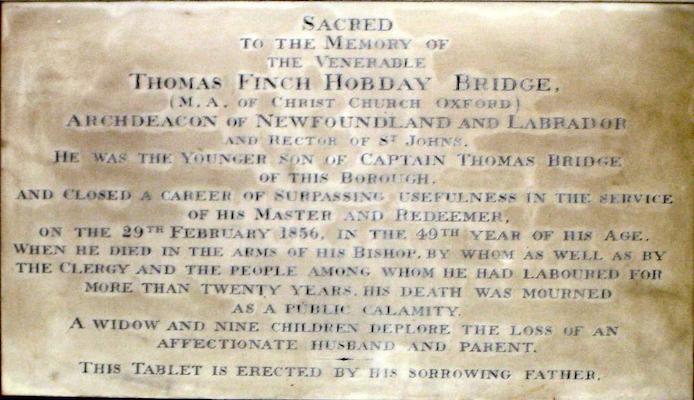 SACRED
TO THE MEMORY OF
THE VENERABLE
THOMAS FINCH HOBDAY BRIDGE,
(M.A. OF CHRIST CHURCH OXFORD)
ARCHDEACON OF NEWFOUNDLAND AND LABRADOR
AND RECTOR OF ST JOHNS.
HE WAS THE YOUNGER SON OF CAPTAIN THOMAS BRIDGE
OF THIS BOROUGH,
AND CLOSED A CAREER OF SURPASSING USEFULNESS IN THE SERVICE
OF HIS MASTER AND REDEEMER,
ON THE 29TH FEBRUARY 1856, IN THE 49TH YEAR OF HIS AGE.
WHEN HE DIED IN THE ARMS OF HIS BISHOP, BY WHOM AS WELL AS BY
THE CLERGY AND THE PEOPLE AMONG WHOM HE HAD LABOURED FOR
MORE THAN TWENTY YEARS, HIS DEATH WAS MOURNED
AS A PUBLIC CALAMITY.
A WIDOW AND NINE CHILDREN DEPLORE THE LOSS OF AN
AFFECTIONATE HUSBAND AND PARENT.
THIS TABLET IS ERECTED BY HIS SORROWING FATHER.